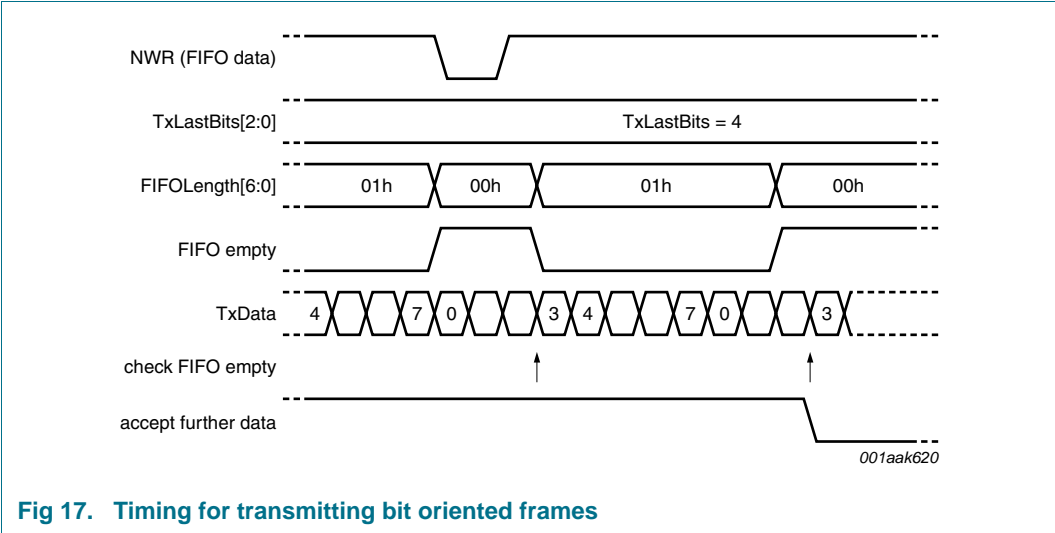 NWR (FIFO data)
TxLastBits[2:0] TxLastBits = 4
FIFOLength[6:0] 01h 00h 01h 00h
FIFO empty
TxData 4 7 0 3 4 7 0 3
check FIFO empty
accept further data
001aak620
Fig 17. Timing for transmitting bit oriented frames